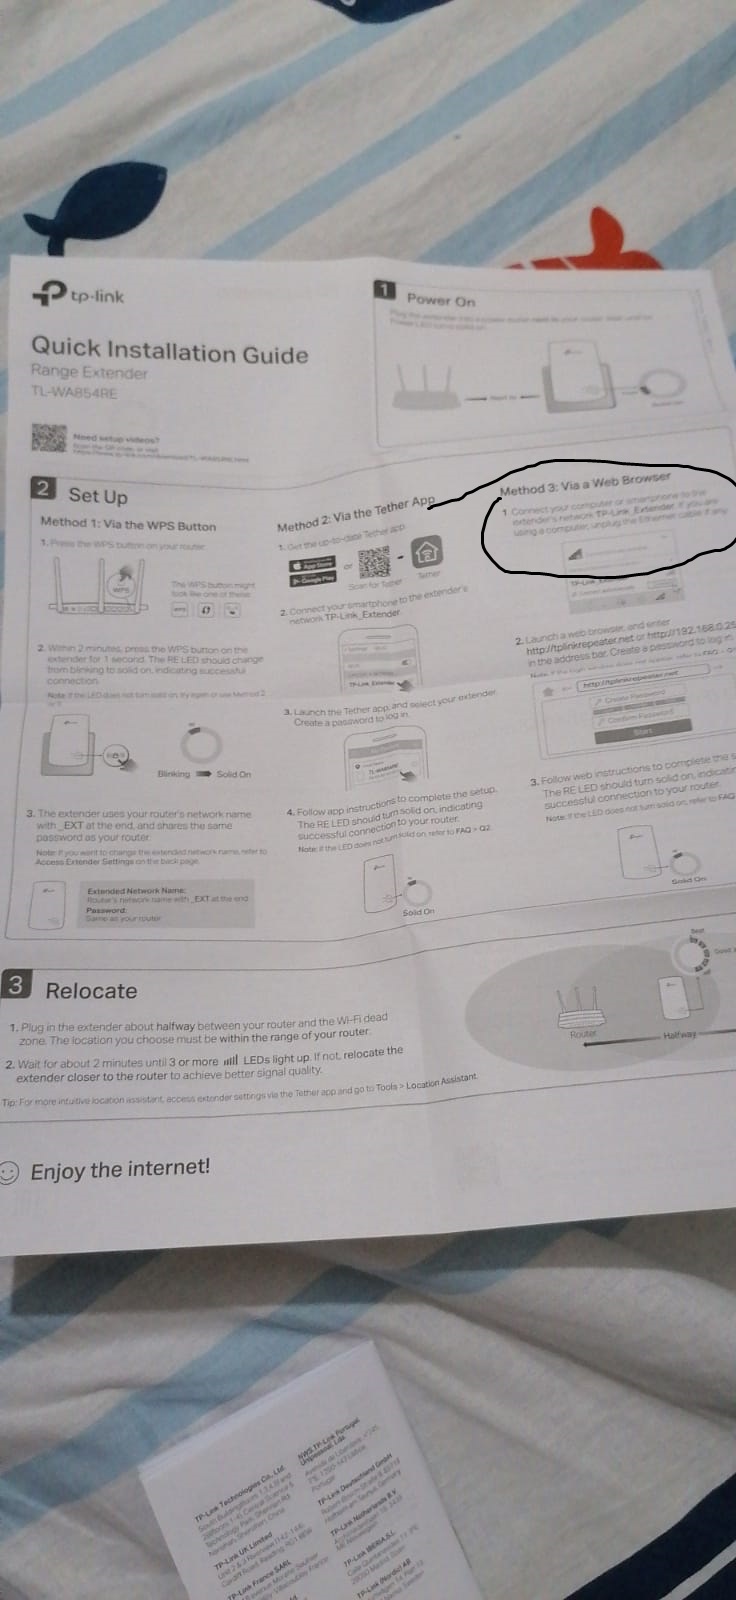 tp-link
Quick Installation Guide
Range Extender
TL-WA854RE
Need setup videos?
1 Power On
2 Set Up
Method 1: Via the WPS Button
1. Press the WPS button on your router.
WPS
The WPS button might
look like one of these:
2. Within 2 minutes, press the WPS button on the
extender for 1 second. The RE LED should change
from blinking to solid on, indicating successful
connection.
Note: If the LED does not turn solid on, try again or use Method 2
Blinking Solid On
3. The extender uses your router's network name
with _EXT at the end, and shares the same
password as your router.
Note: If you want to change the extended network name, refer to
Access Extender Settings on the back page.
Extended Network Name:
Router's network name with _EXT at the end
Password:
Same as your router
Method 2: Via the Tether App
1. Get the up-to-date Tether app
App Store
Google Play
or
Scan for Tether
Tether
2. Connect your smartphone to the extender's
network TP-Link_Extender.
TP-Link_Extender
3. Launch the Tether app, and select your extender.
Create a password to log in.
4. Follow app instructions to complete the setup.
The RE LED should turn solid on, indicating
successful connection to your router.
Note: If the LED does not turn solid on, refer to FAQ > Q2.
Solid On
Method 3: Via a Web Browser
1. Connect your computer or smartphone to the
extender's network TP-Link_Extender. If you are
using a computer, unplug the Ethernet cable if any.
2. Launch a web browser, and enter
http://tplinkrepeater.net or http://192.168.0.25
in the address bar. Create a password to log in.
http://tplinkrepeater.net
Create Password
Confirm Password
Start
3. Follow web instructions to complete the s
The RE LED should turn solid on, indicatin
successful connection to your router.
Note: If the LED does not turn solid on, refer to FAQ
Solid On
3 Relocate
1. Plug in the extender about halfway between your router and the Wi-Fi dead
zone. The location you choose must be within the range of your router.
2. Wait for about 2 minutes until 3 or more LEDs light up. If not, relocate the
extender closer to the router to achieve better signal quality.
Tip: For more intuitive location assistant, access extender settings via the Tether app and go to Tools > Location Assistant.
Best
Good
Router
Halfway
Enjoy the internet!
TP-Link Technologies Co., Ltd.
TP-Link UK Limited
TP-Link France SARL
NWS TP-Link Portugal
Portugal
TP-Link Deutschland GmbH
TP-Link Netherlands B.V.
TP-Link IBERIA S.L.
28050 Madrid Spain
TP-Link (Nordic) AB